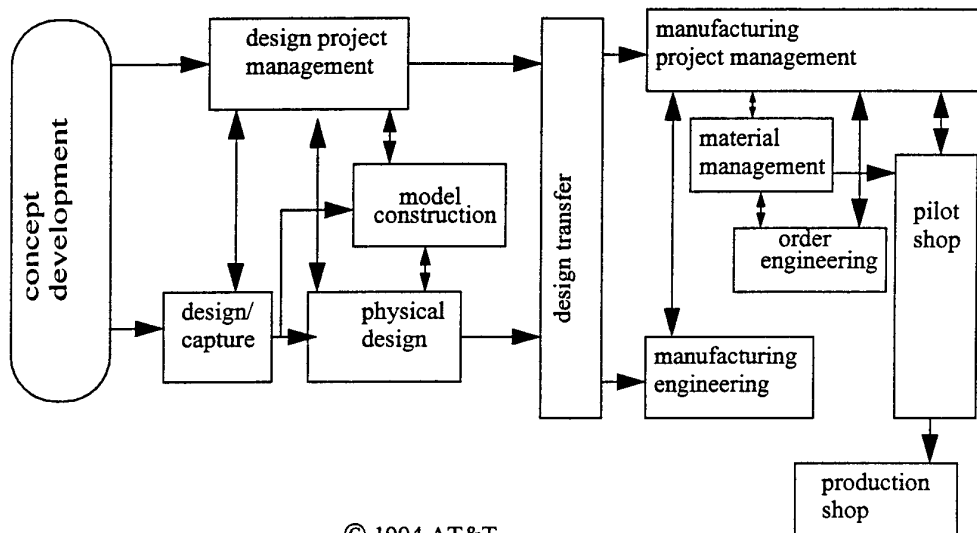 concept
development
design project
management
model
construction
design/
capture
physical
design
design transfer
manufacturing
project management
material
management
order
engineering
pilot
shop
manufacturing
engineering
production
shop
© 1994 AT&T